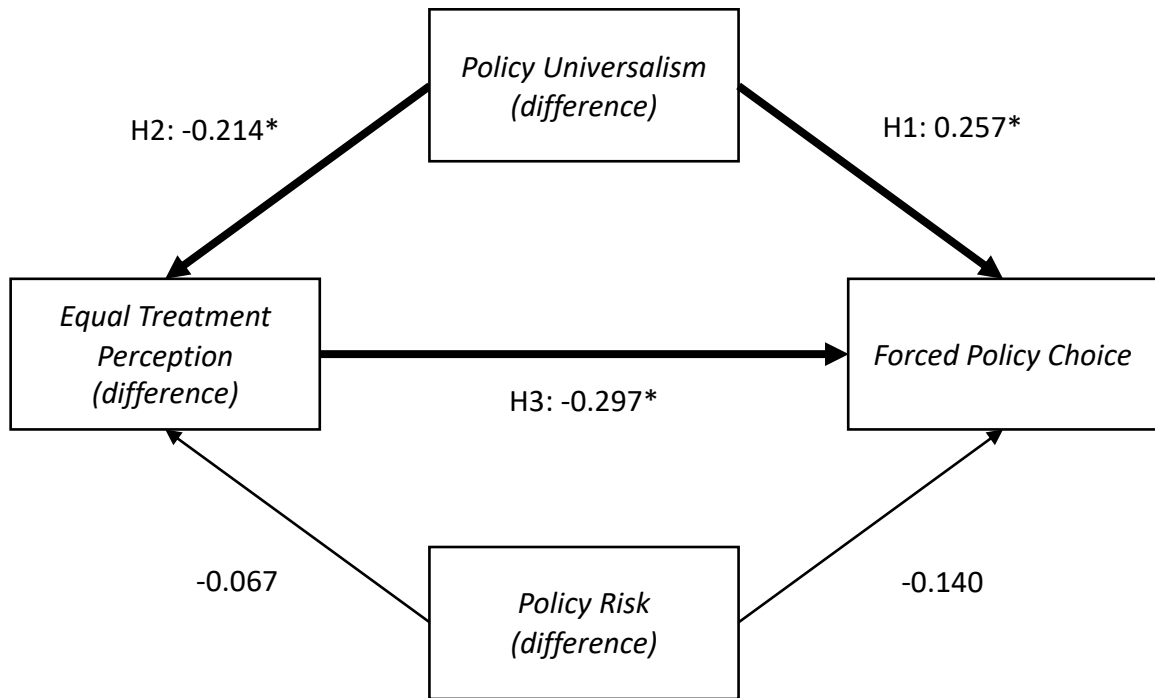 Policy Universalism
(difference)
H2: -0.214*
H1: 0.257*
Equal Treatment
Perception
(difference)
Forced Policy Choice
H3: -0.297*
-0.067
-0.140
Policy Risk
(difference)